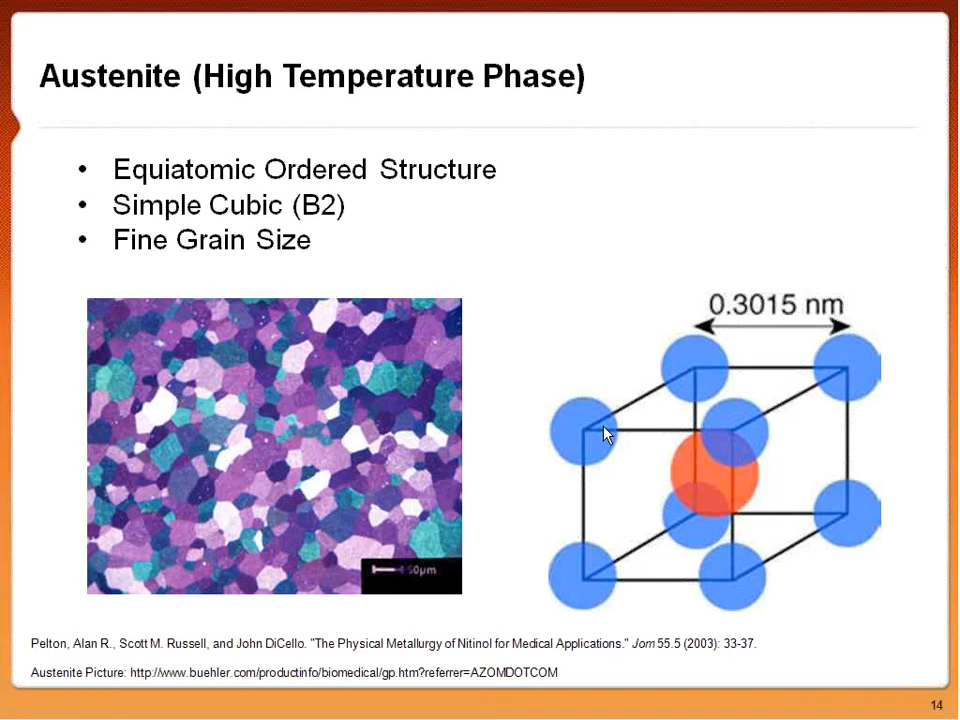 Austenite (High Temperature Phase)
• Equiatomic Ordered Structure
• Simple Cubic (B2)
• Fine Grain Size
0.3015 nm
50µm
Pelton, Alan R., Scott M. Russell, and John DiCello. "The Physical Metallurgy of Nitinol for Medical Applications." Jom 55.5 (2003): 33-37.
Austenite Picture: http://www.buehler.com/productinfo/biomedical/gp.htm?referrer=AZOMDOTCOM
14